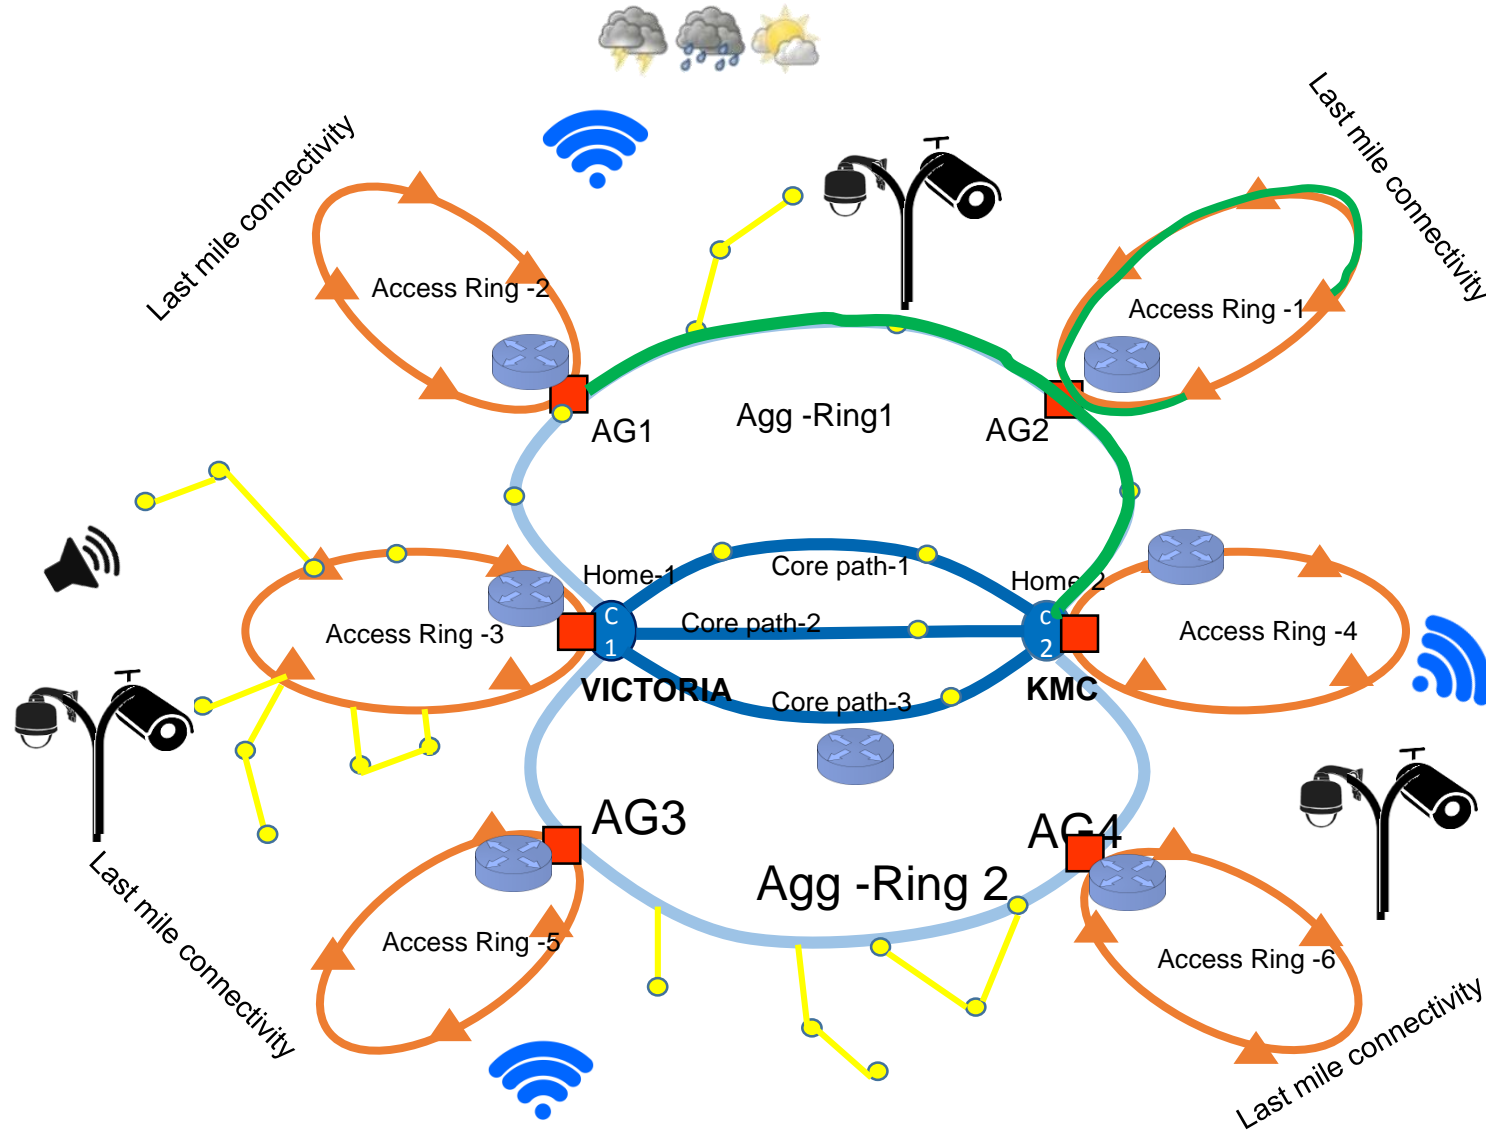 Last mile connectivity
Last mile connectivity
Access Ring -2
Access Ring -1
AG1
Agg -Ring1
AG2
Home-1
Core path-1
Home-2
C
1
c
2
Access Ring -3
Core path-2
Access Ring -4
VICTORIA
Core path-3
KMC
AG3
AG4
Agg -Ring 2
Last mile connectivity
Access Ring -5
Access Ring -6
Last mile connectivity